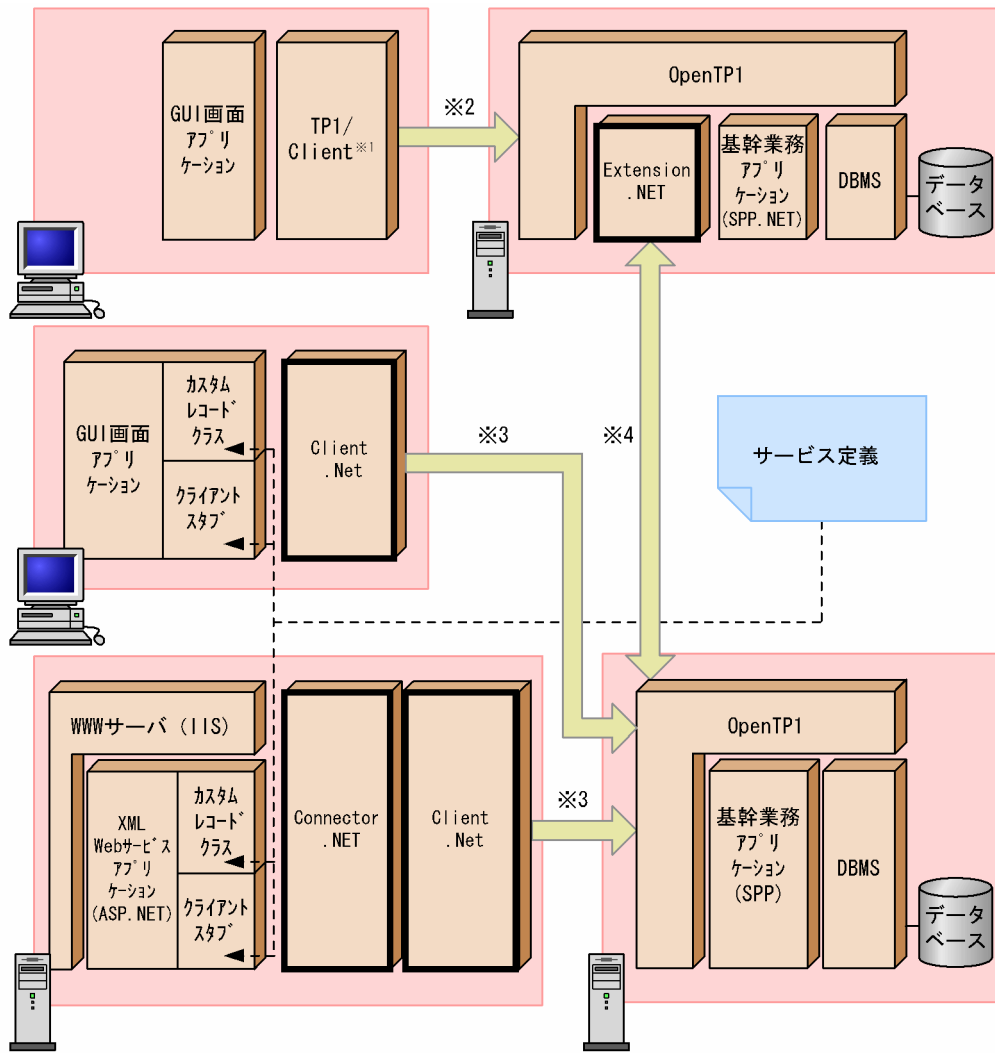 GUI画面
ｱﾌﾟﾘ
ｹｰｼｮﾝ
TP1/
Client※1
※2
OpenTP1
Extension
.NET
基幹業務
ｱﾌﾟﾘ
ｹｰｼｮﾝ
(SPP.NET)
DBMS
データ
ベース
GUI画面
ｱﾌﾟﾘ
ｹｰｼｮﾝ
ｶｽﾀﾑ
ﾚｺｰﾄﾞ
ｸﾗｽ
ｸﾗｲｱﾝﾄ
ｽﾀﾌﾞ
Client
.Net
※3
※4
サービス定義
WWWサーバ (IIS)
XML
Webｻｰﾋﾞｽ
ｱﾌﾟﾘ
ｹｰｼｮﾝ
(ASP.NET)
ｶｽﾀﾑ
ﾚｺｰﾄﾞ
ｸﾗｽ
ｸﾗｲｱﾝﾄ
ｽﾀﾌﾞ
Connector
.NET
Client
.Net
※3
OpenTP1
基幹業務
ｱﾌﾟﾘ
ｹｰｼｮﾝ
(SPP)
DBMS
データ
ベース